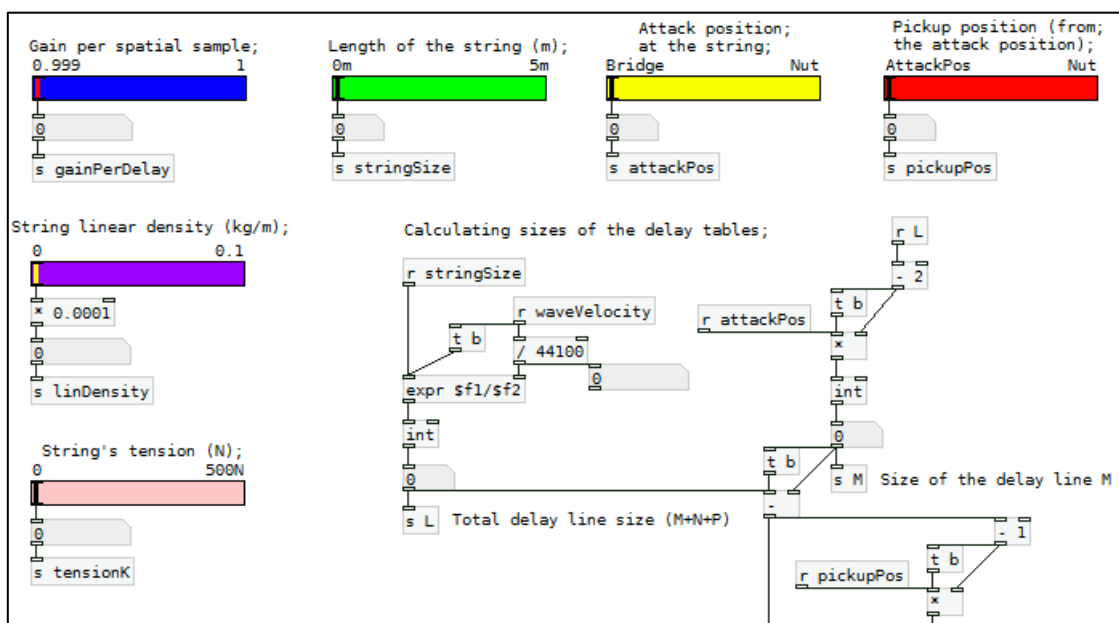 Gain per spatial sample;
0.999 1
0
s gainPerDelay
Length of the string (m);
0m 5m
0
s stringSize
Attack position;
at the string;
Bridge Nut
0
s attackPos
Pickup position (from;
the attack position);
AttackPos Nut
0
s pickupPos
String linear density (kg/m);
0 0.1
* 0.0001
0
s linDensity
String's tension (N);
0 500N
0
s tensionK
Calculating sizes of the delay tables;
r stringSize
r waveVelocity
t b
/ 44100
0
expr $f1/$f2
int
0
s L
Total delay line size (M+N+P)
r L
- 2
t b
r attackPos
*
int
0
t b
s M
Size of the delay line M
-
- 1
t b
r pickupPos
*